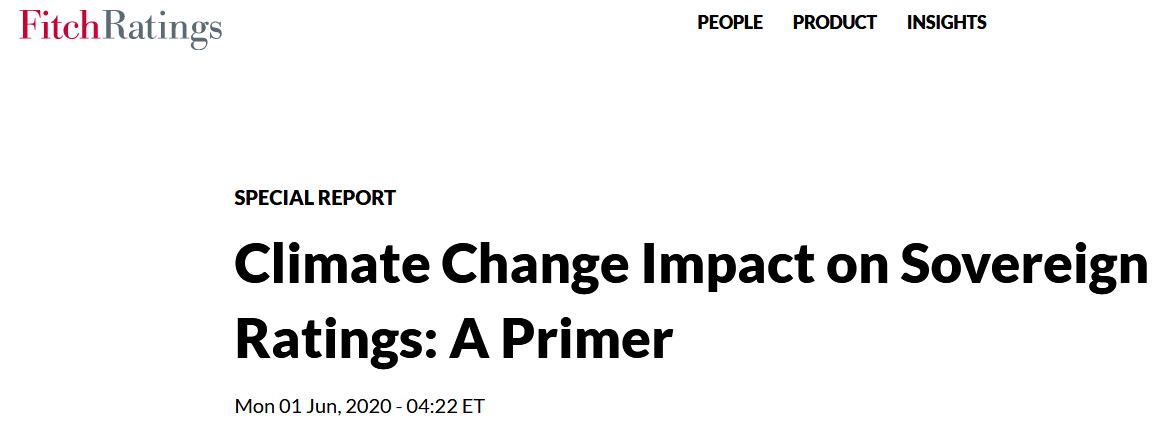 FitchRatings
PEOPLE PRODUCT INSIGHTS
SPECIAL REPORT
Climate Change Impact on Sovereign
Ratings: A Primer
Mon 01 Jun, 2020 - 04:22 ET